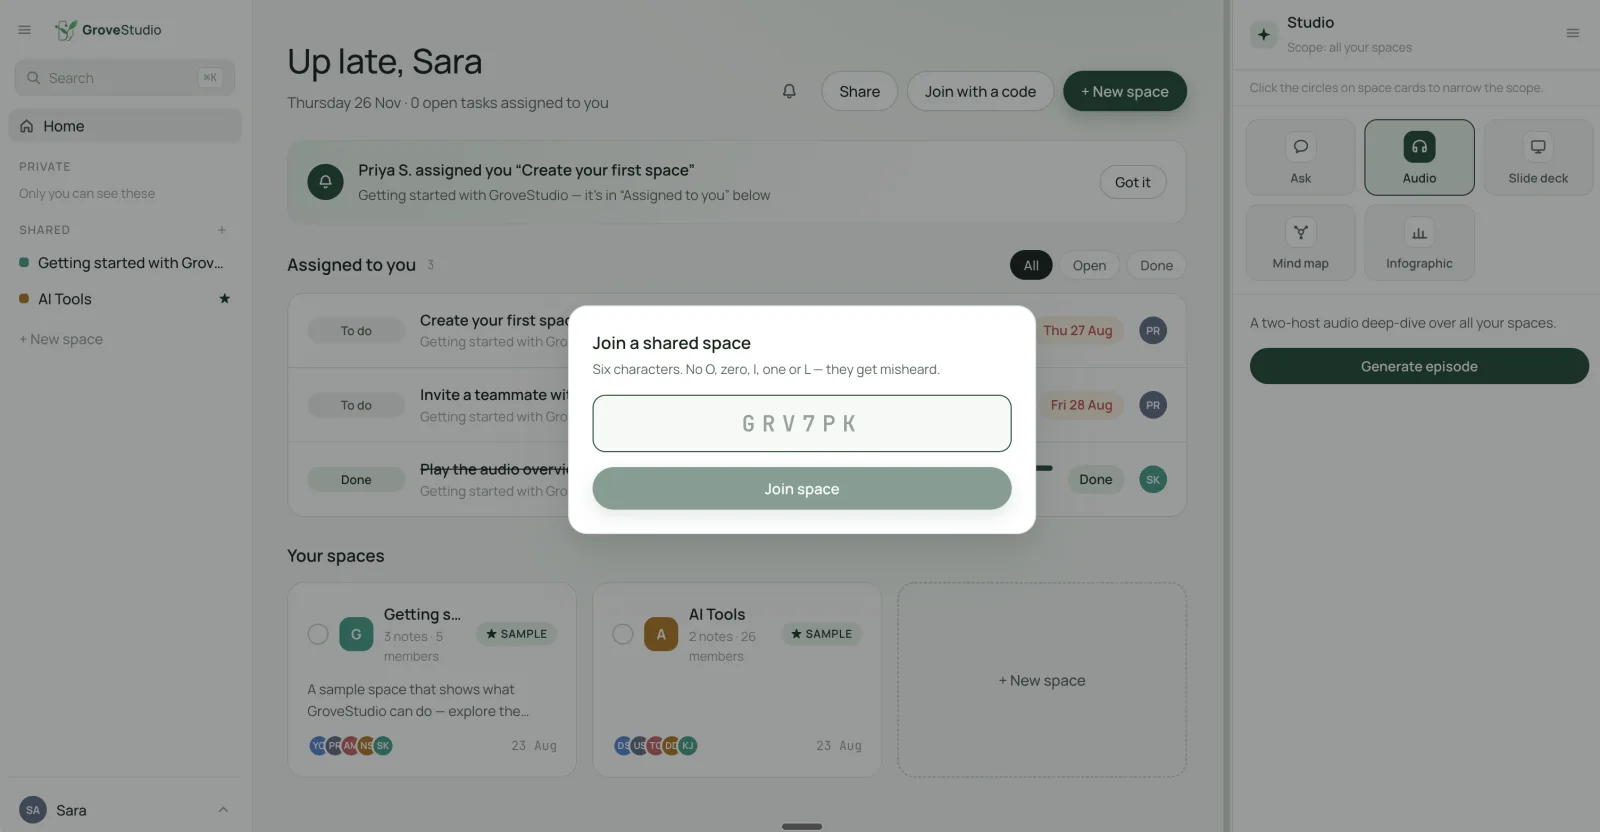 GroveStudio
Search
⌘K
Home
PRIVATE
Only you can see these
SHARED
+
Getting started with Grov...
AI Tools
+ New space
SA
Sara
Up late, Sara
Thursday 26 Nov · 0 open tasks assigned to you
Share
Join with a code
+ New space
Priya S. assigned you “Create your first space”
Getting started with GroveStudio — it's in “Assigned to you” below
Got it
Assigned to you 3
All
Open
Done
To do
Create your first
Getting started with
Thu 27 Aug
PR
To do
Invite a teammate
Getting started with
Fri 28 Aug
PR
Done
Play the audio
Getting started with
Done
SK
Join a shared space
Six characters. No O, zero, I, one or L — they get misheard.
GRV7PK
Join space
Your spaces
G
Getting s...
3 notes · 5
members
★ SAMPLE
A sample space that shows what
GroveStudio can do — explore the...
SK
23 Aug
A
AI Tools
2 notes · 26
members
★ SAMPLE
KJ
23 Aug
+ New space
Studio
Scope: all your spaces
Click the circles on space cards to narrow the scope.
Ask
Audio
Slide deck
Mind map
Infographic
A two-host audio deep-dive over all your spaces.
Generate episode